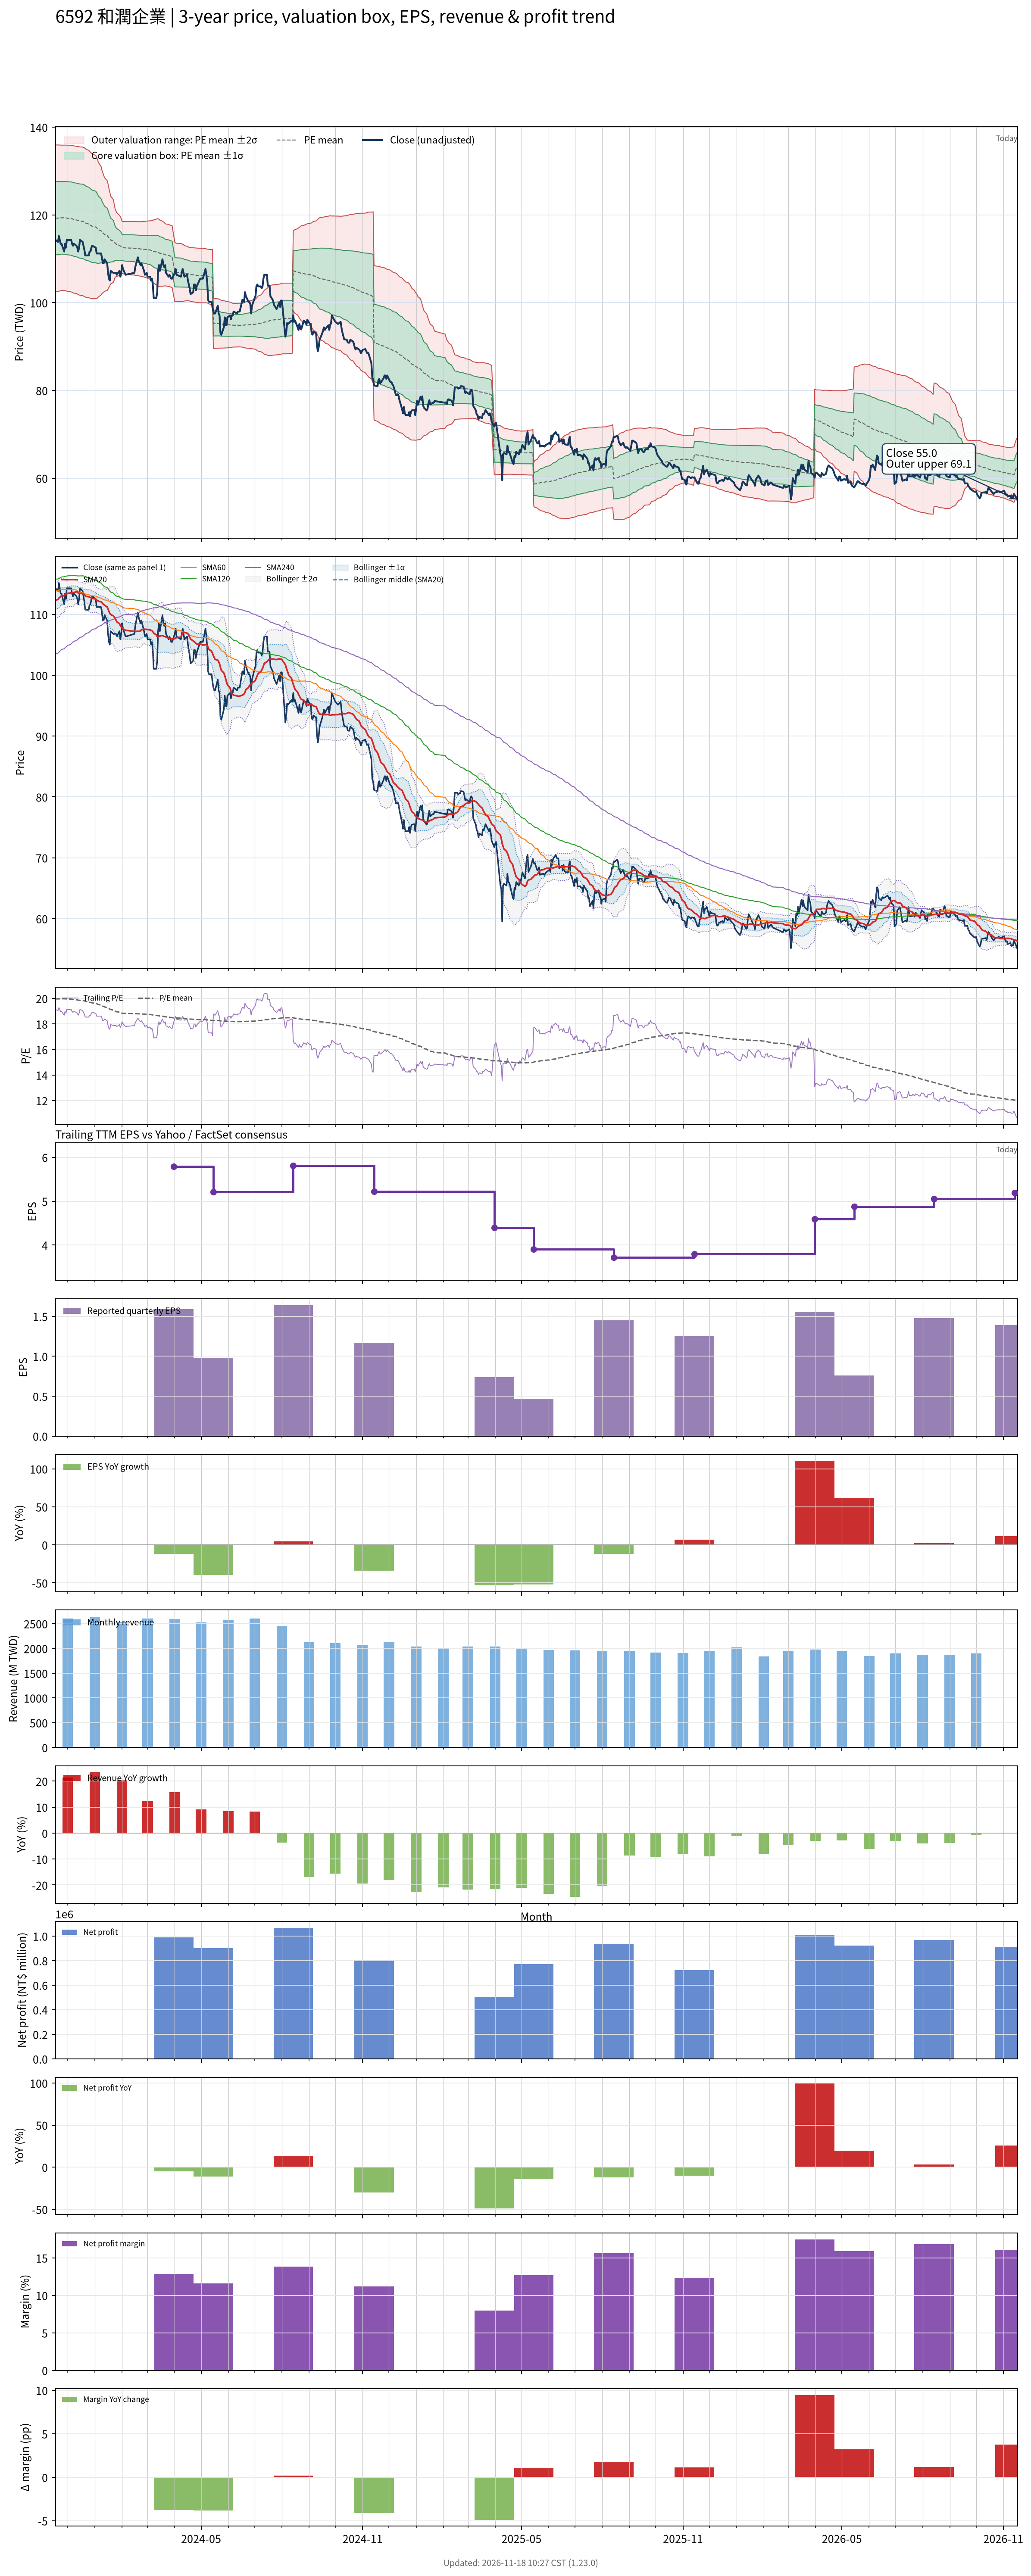 6592 和潤企業 | 3-year price, valuation box, EPS, revenue & profit trend
140
120
100
80
60
Price (TWD)
Outer valuation range: PE mean ±2σ
Core valuation box: PE mean ±1σ
PE mean
Close (unadjusted)
Today
Close 55.0
Outer upper 69.1
110
100
90
80
70
60
Price
Close (same as panel 1)
SMA20
SMA60
SMA120
SMA240
Bollinger ±2σ
Bollinger ±1σ
Bollinger middle (SMA20)
20
18
16
14
12
P/E
Trailing P/E
P/E mean
Trailing TTM EPS vs Yahoo / FactSet consensus
6
5
4
EPS
Today
1.5
1.0
0.5
0.0
EPS
Reported quarterly EPS
100
50
0
-50
YoY (%)
EPS YoY growth
2500
2000
1500
1000
500
0
Revenue (M TWD)
Monthly revenue
20
10
0
-10
-20
YoY (%)
Revenue YoY growth
Month
1e6
1.0
0.8
0.6
0.4
0.2
0.0
Net profit (NT$ million)
Net profit
100
50
0
-50
YoY (%)
Net profit YoY
15
10
5
0
Margin (%)
Net profit margin
10
5
0
-5
Δ margin (pp)
Margin YoY change
2024-05
2024-11
2025-05
2025-11
2026-05
2026-11
Updated: 2026-11-18 10:27 CST (1.23.0)